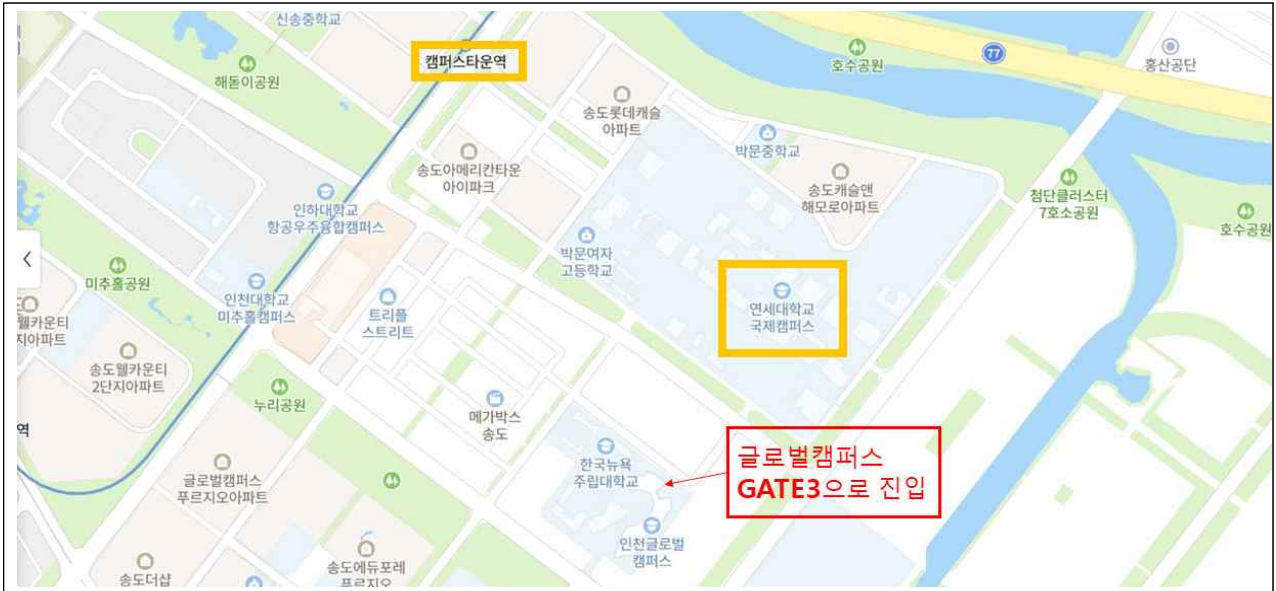 신송중학교
해돋이공원
캠퍼스타운역
호수공원
77
홍산공단
송도롯데캐슬
아파트
박문중학교
송도아메리칸타운
아이파크
송도캐슬앤
해모로아파트
첨단클러스터
7호소공원
호수공원
인하대학교
항공우주융합캠퍼스
박문여자
고등학교
미추홀공원
인천대학교
미추홀캠퍼스
트리플
스트리트
연세대학교
국제캠퍼스
웰카운티
지아파트
송도웰카운티
2단지아파트
누리공원
메가박스
송도
역
글로벌캠퍼스
푸르지오아파트
한국뉴욕
주립대학교
글로벌캠퍼스
GATE3으로 진입
인천글로벌
캠퍼스
송도더샵
송도에듀포레
푸르지오